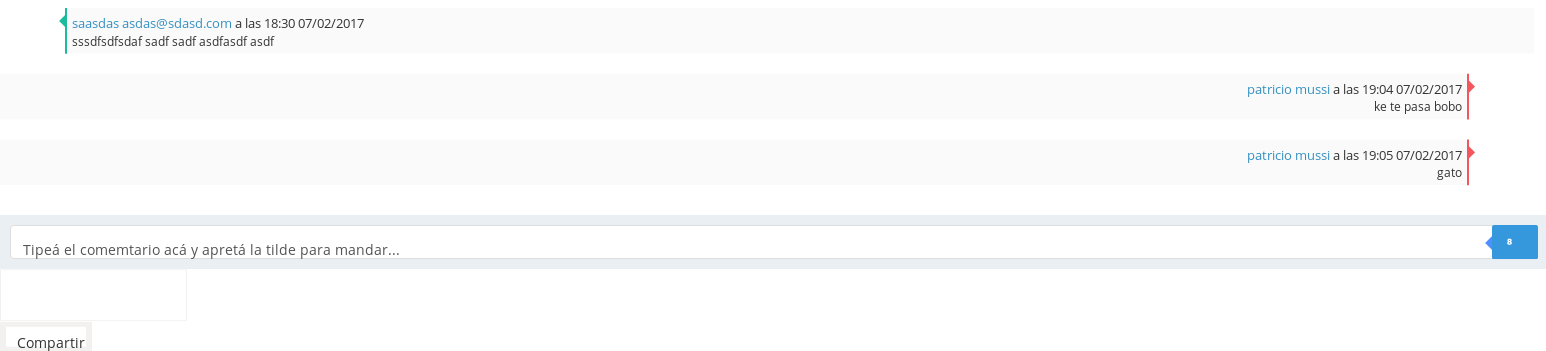 saasdas asdas@sdasd.com a las 18:30 07/02/2017
sssdfsdfsdaf sadf sadf asdfasdf asdf
patricio mussi a las 19:04 07/02/2017
ke te pasa bobo
patricio mussi a las 19:05 07/02/2017
gato
Tipeá el comemtario acá y apretá la tilde para mandar...
8
Compartir